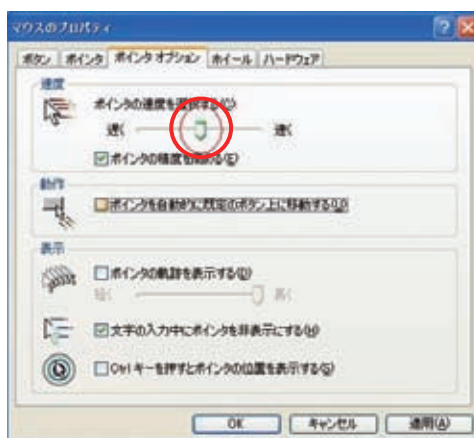 マウスのプロパティ
ボタン ポインタ ポインタ オプション ホイール ハードウェア
速度
ポインタの速度を選択する(C)
遅く 速く
ポインタの精度を高める(E)
動作
ポインタを自動的に既定のボタン上に移動する(U)
表示
ポインタの軌跡を表示する(D)
短く 長く
文字の入力中にポインタを非表示にする(H)
Ctrl キーを押すとポインタの位置を表示する(S)
OK キャンセル 適用(A)